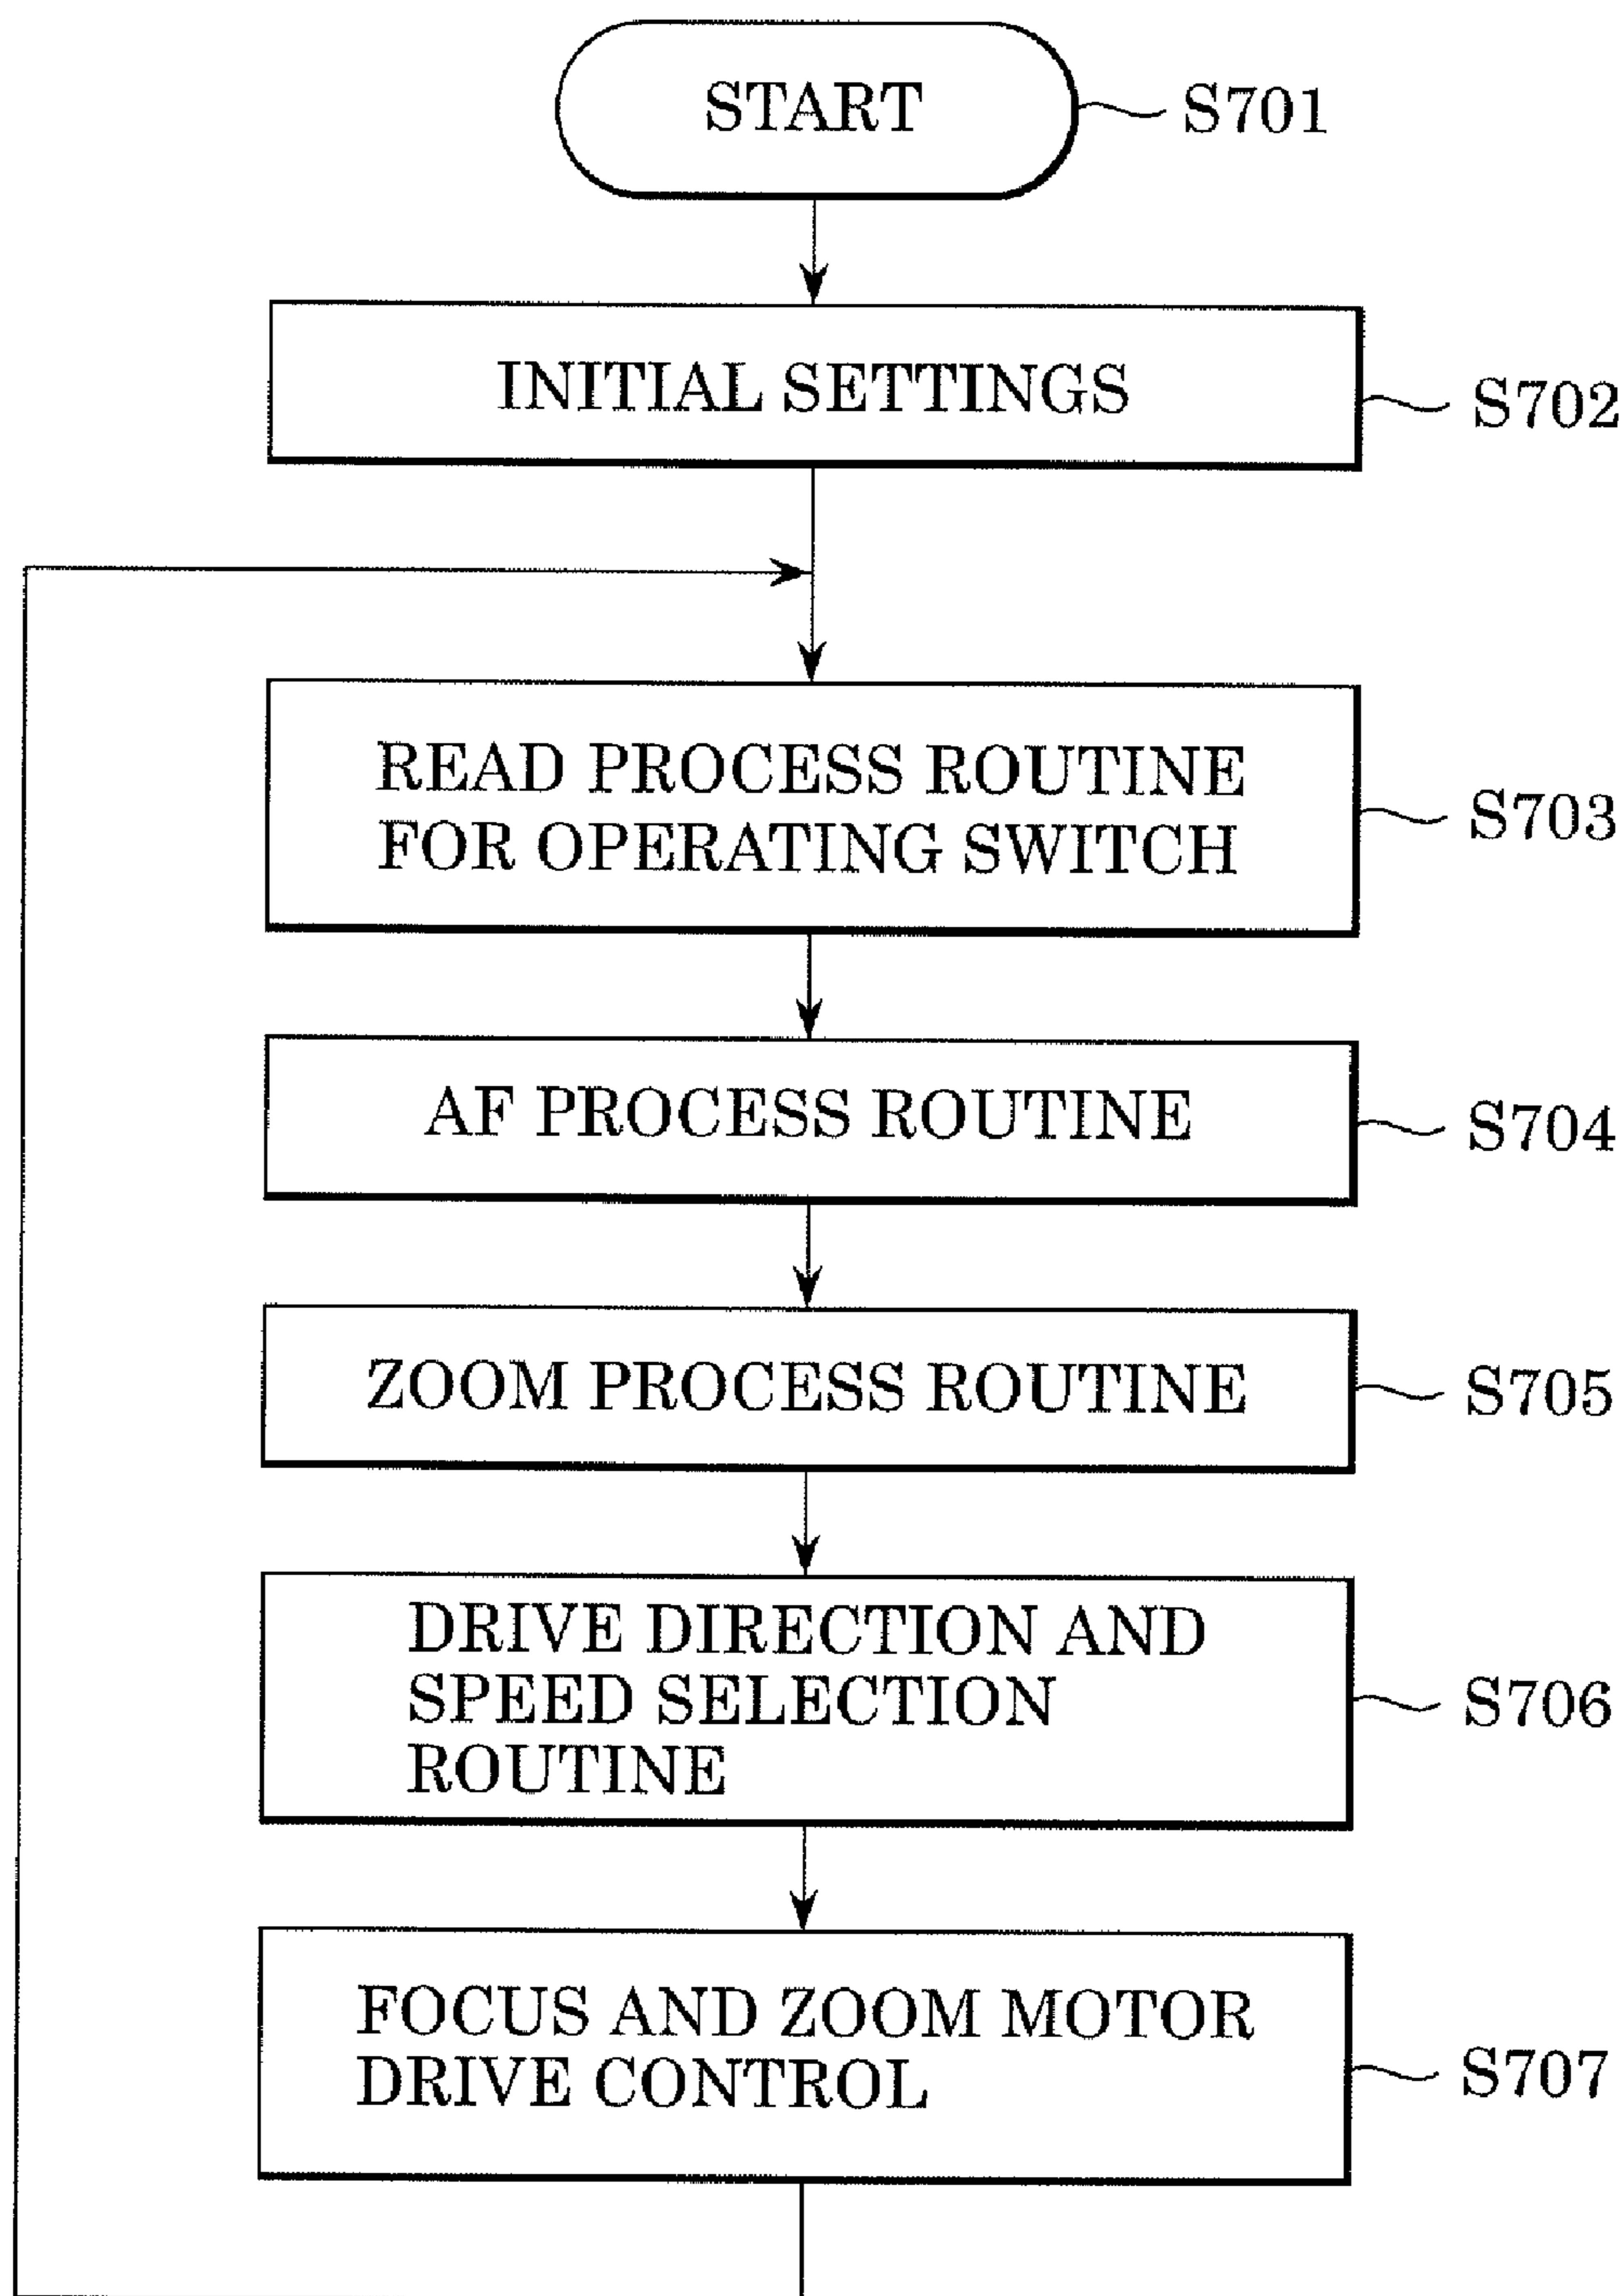 START
S701
INITIAL SETTINGS
S702
READ PROCESS ROUTINE
FOR OPERATING SWITCH
S703
AF PROCESS ROUTINE
S704
ZOOM PROCESS ROUTINE
S705
DRIVE DIRECTION AND
SPEED SELECTION
ROUTINE
S706
FOCUS AND ZOOM MOTOR
DRIVE CONTROL
S707